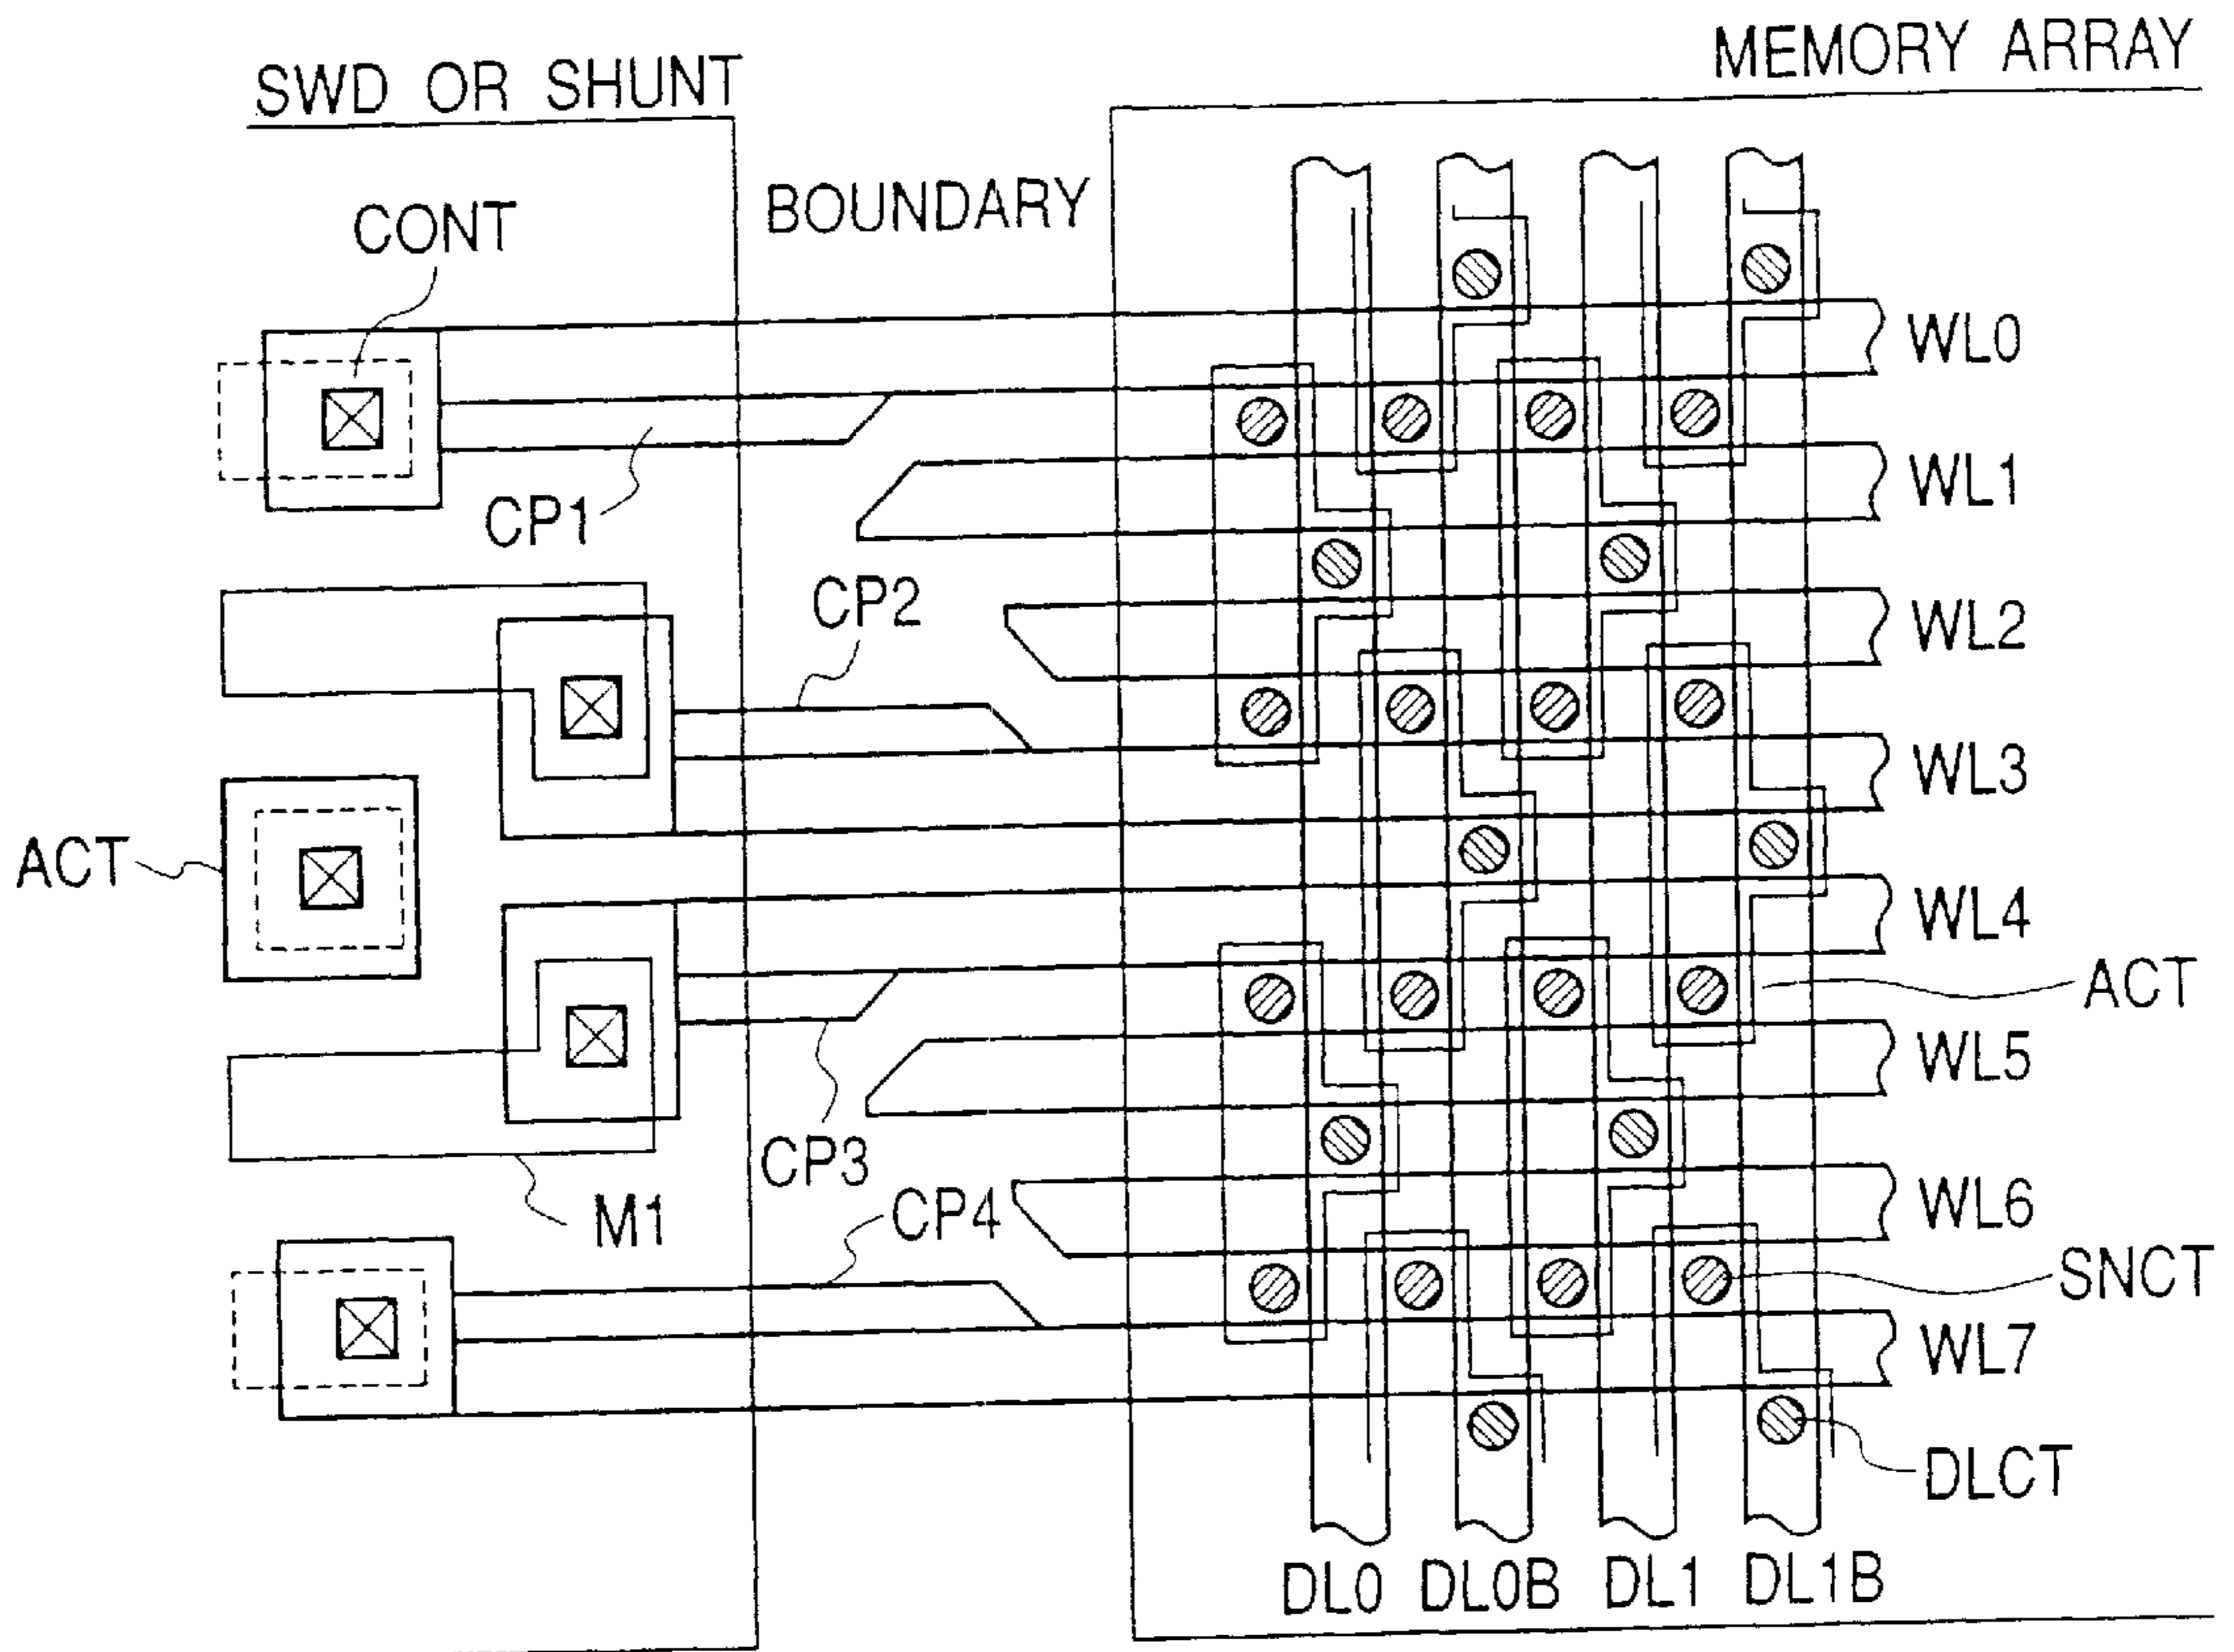 MEMORY ARRAY
SWD OR SHUNT
BOUNDARY
CONT
WL0
WL1
CP1
CP2
WL2
WL3
ACT
WL4
ACT
WL5
CP3
WL6
M1
CP4
SNCT
WL7
DLCT
DL0 DL0B DL1 DL1B